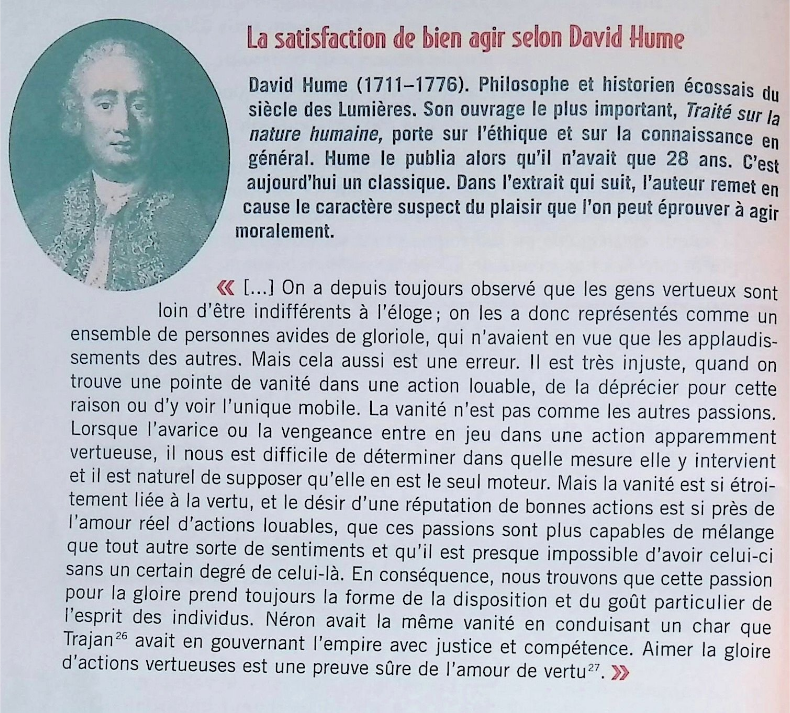 La satisfaction de bien agir selon David Hume
David Hume (1711–1776). Philosophe et historien écossais du
siècle des Lumières. Son ouvrage le plus important, Traité sur la
nature humaine, porte sur l'éthique et sur la connaissance en
général. Hume le publia alors qu'il n'avait que 28 ans. C'est
aujourd'hui un classique. Dans l'extrait qui suit, l'auteur remet en
cause le caractère suspect du plaisir que l'on peut éprouver à agir
moralement.
« [...] On a depuis toujours observé que les gens vertueux sont
loin d'être indifférents à l'éloge ; on les a donc représentés comme un
ensemble de personnes avides de gloriole, qui n'avaient en vue que les applaudis-
sements des autres. Mais cela aussi est une erreur. Il est très injuste, quand on
trouve une pointe de vanité dans une action louable, de la déprécier pour cette
raison ou d'y voir l'unique mobile. La vanité n'est pas comme les autres passions.
Lorsque l'avarice ou la vengeance entre en jeu dans une action apparemment
vertueuse, il nous est difficile de déterminer dans quelle mesure elle y intervient
et il est naturel de supposer qu'elle en est le seul moteur. Mais la vanité est si étroi-
tement liée à la vertu, et le désir d'une réputation de bonnes actions est si près de
l'amour réel d'actions louables, que ces passions sont plus capables de mélange
que tout autre sorte de sentiments et qu'il est presque impossible d'avoir celui-ci
sans un certain degré de celui-là. En conséquence, nous trouvons que cette passion
pour la gloire prend toujours la forme de la disposition et du goût particulier de
l'esprit des individus. Néron avait la même vanité en conduisant un char que
Trajan²⁶ avait en gouvernant l'empire avec justice et compétence. Aimer la gloire
d'actions vertueuses est une preuve sûre de l'amour de vertu²⁷. »